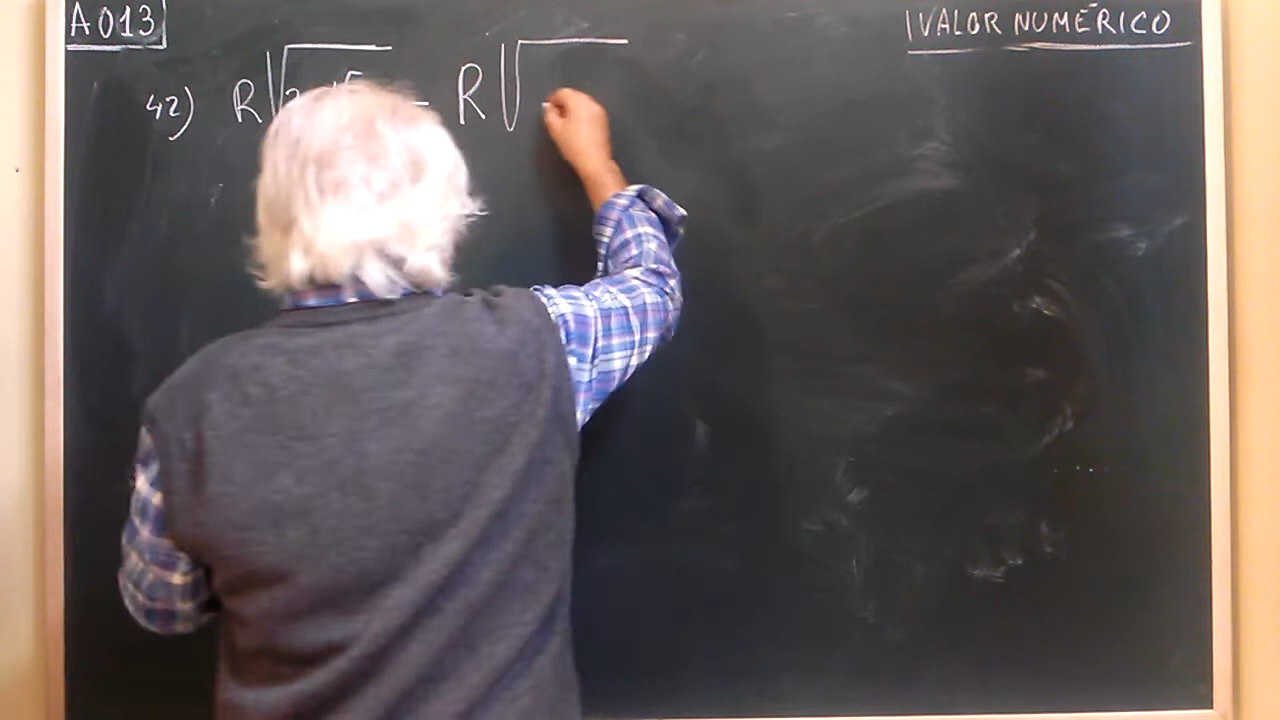 A013
VALOR NUMÉRICO
42) R√ - R√